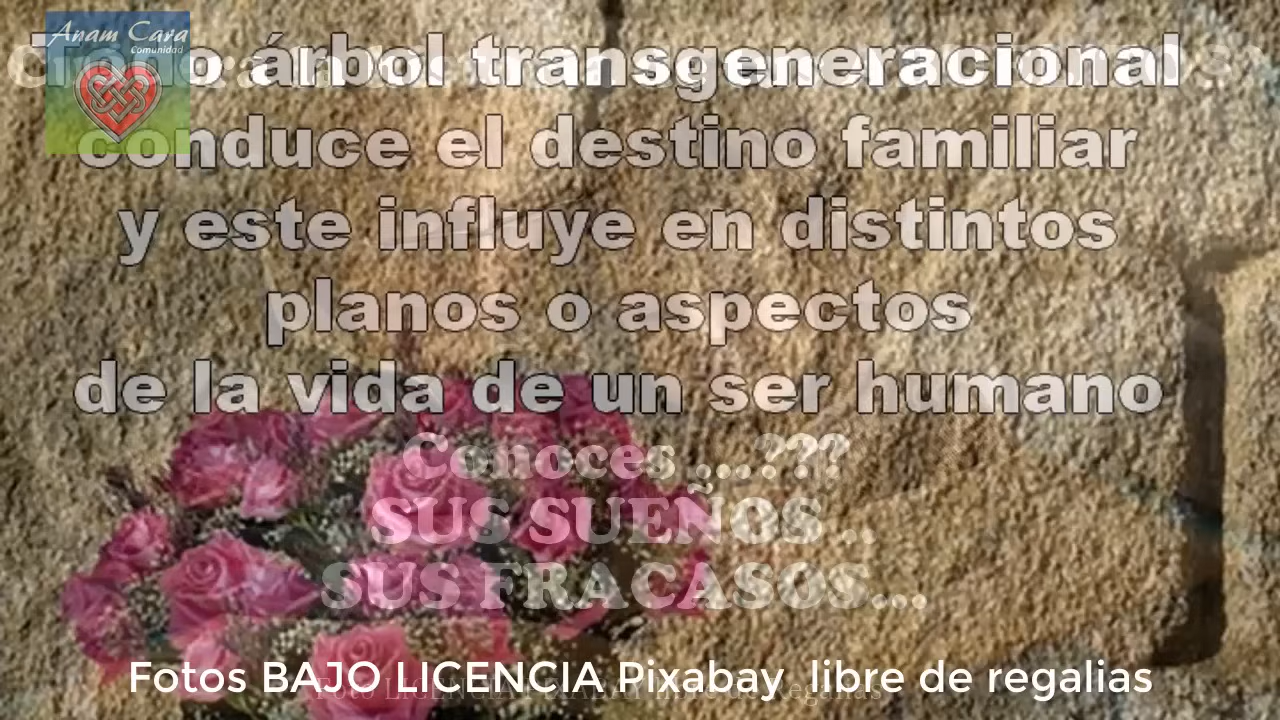 Anam Cara
Comunidad
árbol transgeneracional
conduce el destino familiar
y este influye en distintos
planos o aspectos
de la vida de un ser humano
Conoces ...???
SUS SUEÑOS ..
SUS FRACASOS...
Fotos BAJO LICENCIA Pixabay libre de regalias